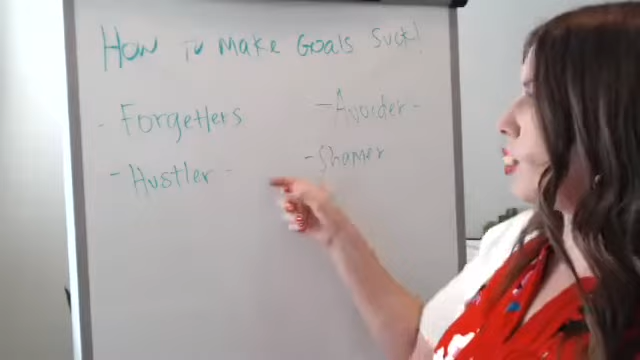 How To Make Goals Suck!
- Forgetters
- Hustler -
- Avoider -
- Shamer